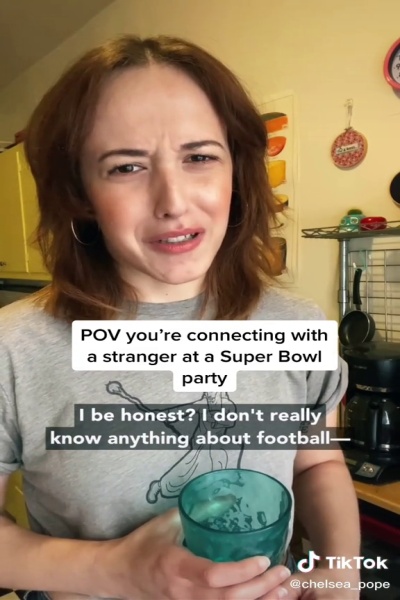 POV you're connecting with
a stranger at a Super Bowl
party
I be honest? I don't really
know anything about football—
TikTok
@chelsea_pope